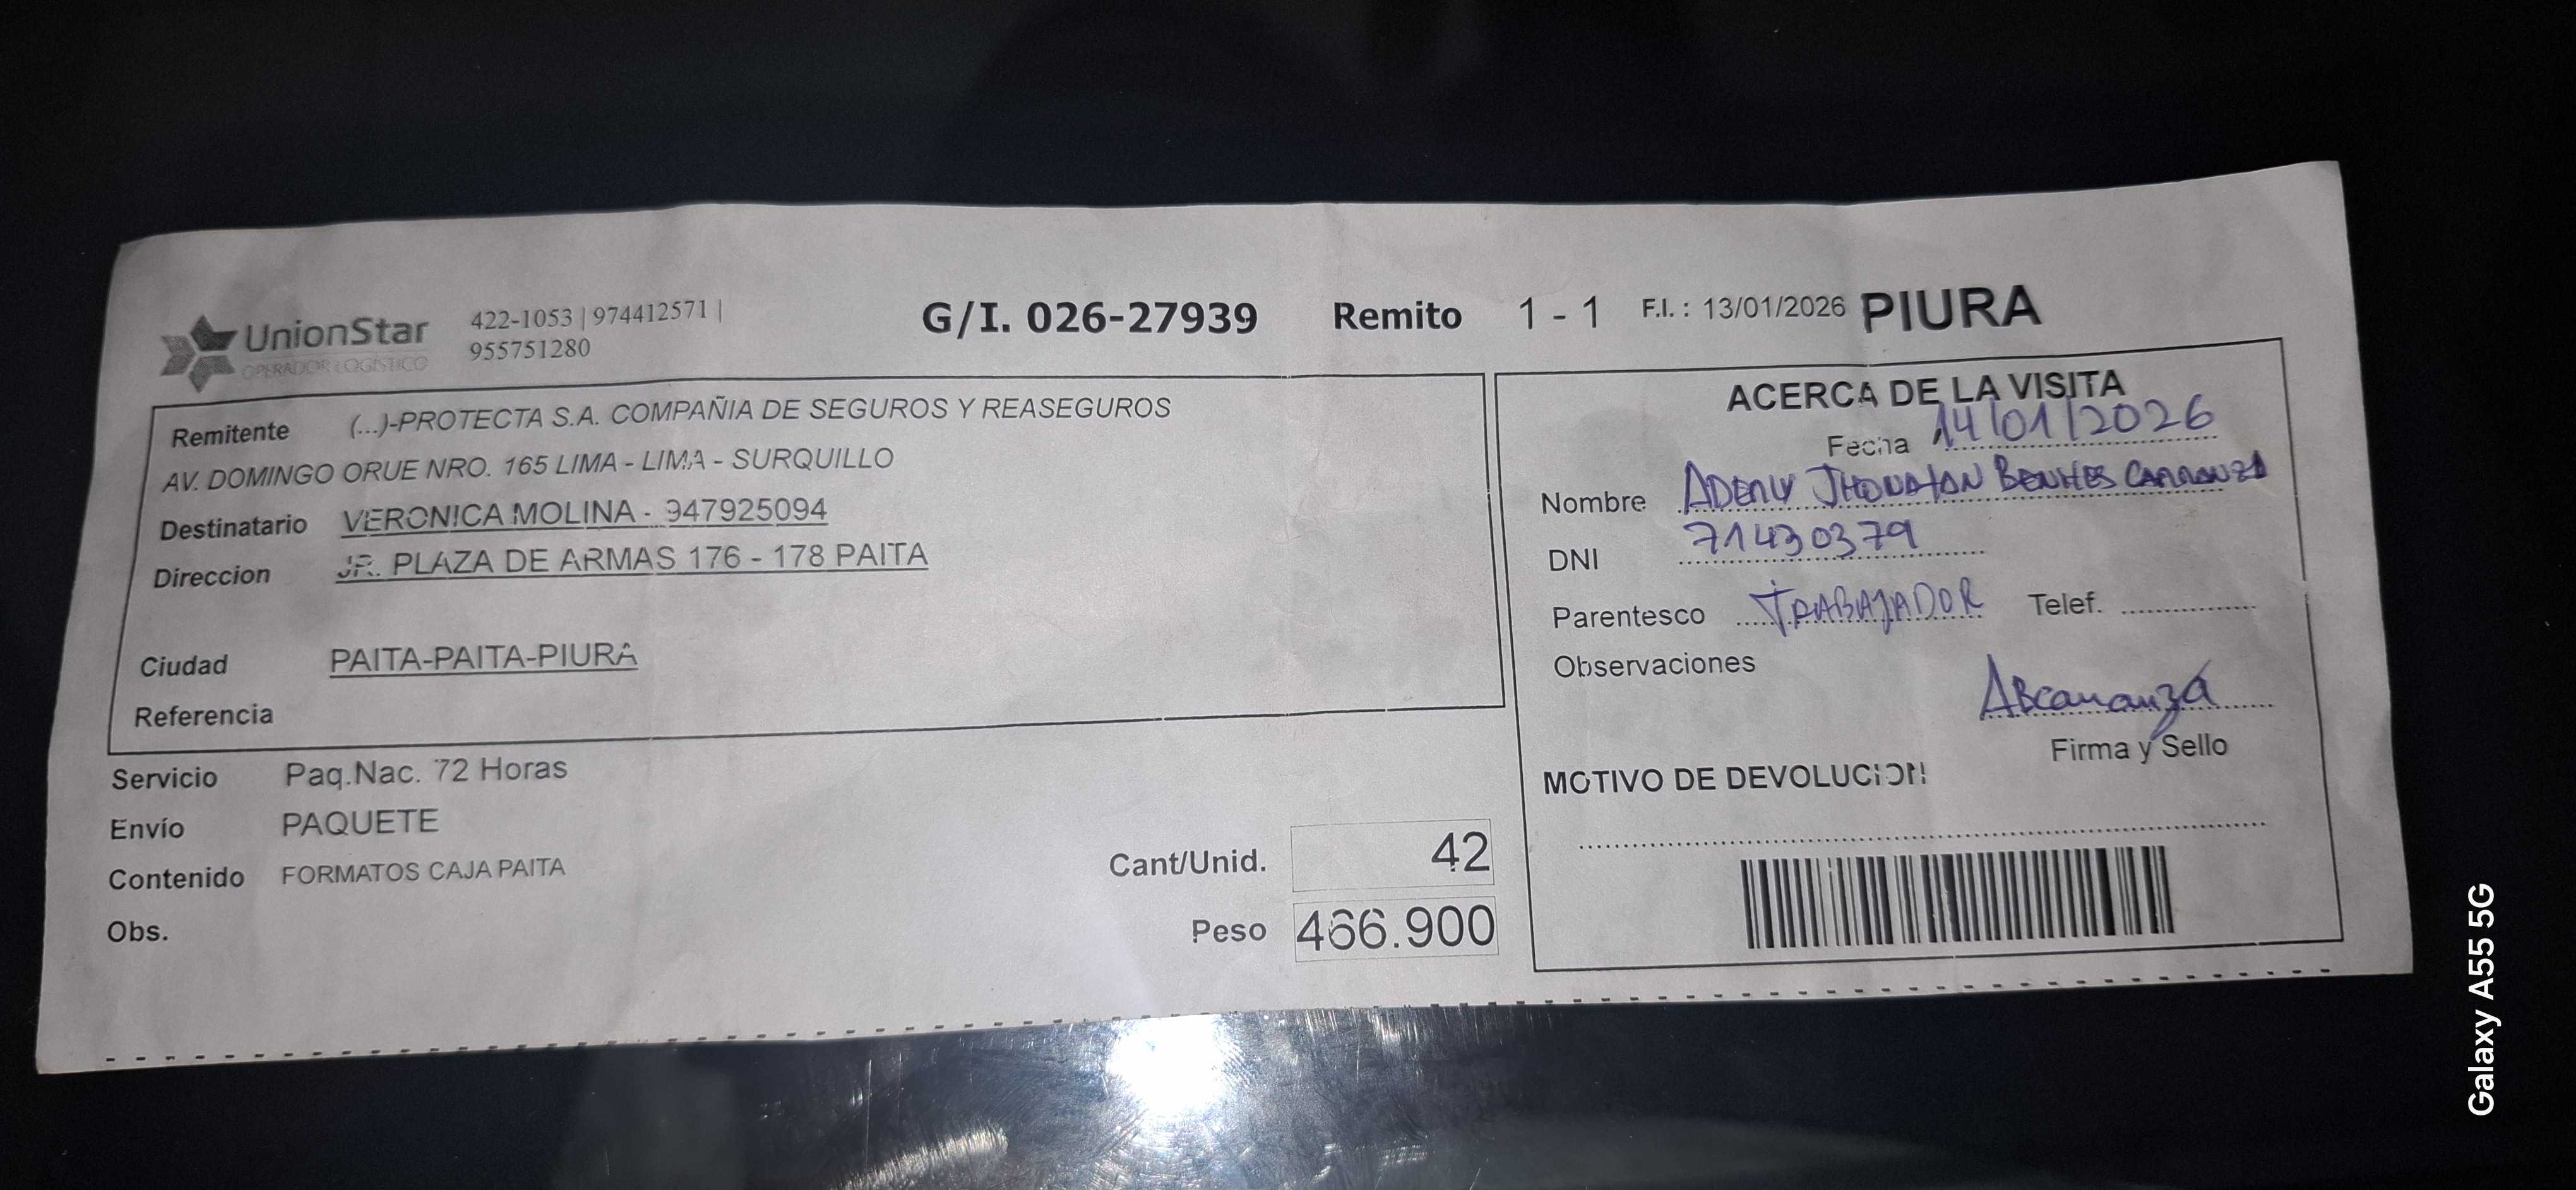 UnionStar
OPERADOR LOGISTICO
422-1053 | 974412571 |
955751280
G/I. 026-27939 Remito 1 - 1 F.I. : 13/01/2026 PIURA
Remitente (...)-PROTECTA S.A. COMPAÑIA DE SEGUROS Y REASEGUROS
AV. DOMINGO ORUE NRO. 165 LIMA - LIMA - SURQUILLO
Destinatario VERONICA MOLINA - 947925094
Direccion JR. PLAZA DE ARMAS 176 - 178 PAITA
Ciudad PAITA-PAITA-PIURA
Referencia
Servicio Paq.Nac. 72 Horas
Envío PAQUETE
Contenido FORMATOS CAJA PAITA
Obs.
Cant/Unid. 42
Peso 466.900
ACERCA DE LA VISITA
Fecha 14/01/2026
Nombre JHONATAN BENITES CARRANZA
DNI 71430379
Parentesco TRABAJADOR Telef.
Observaciones
Firma y Sello
MOTIVO DE DEVOLUCION
Galaxy A55 5G